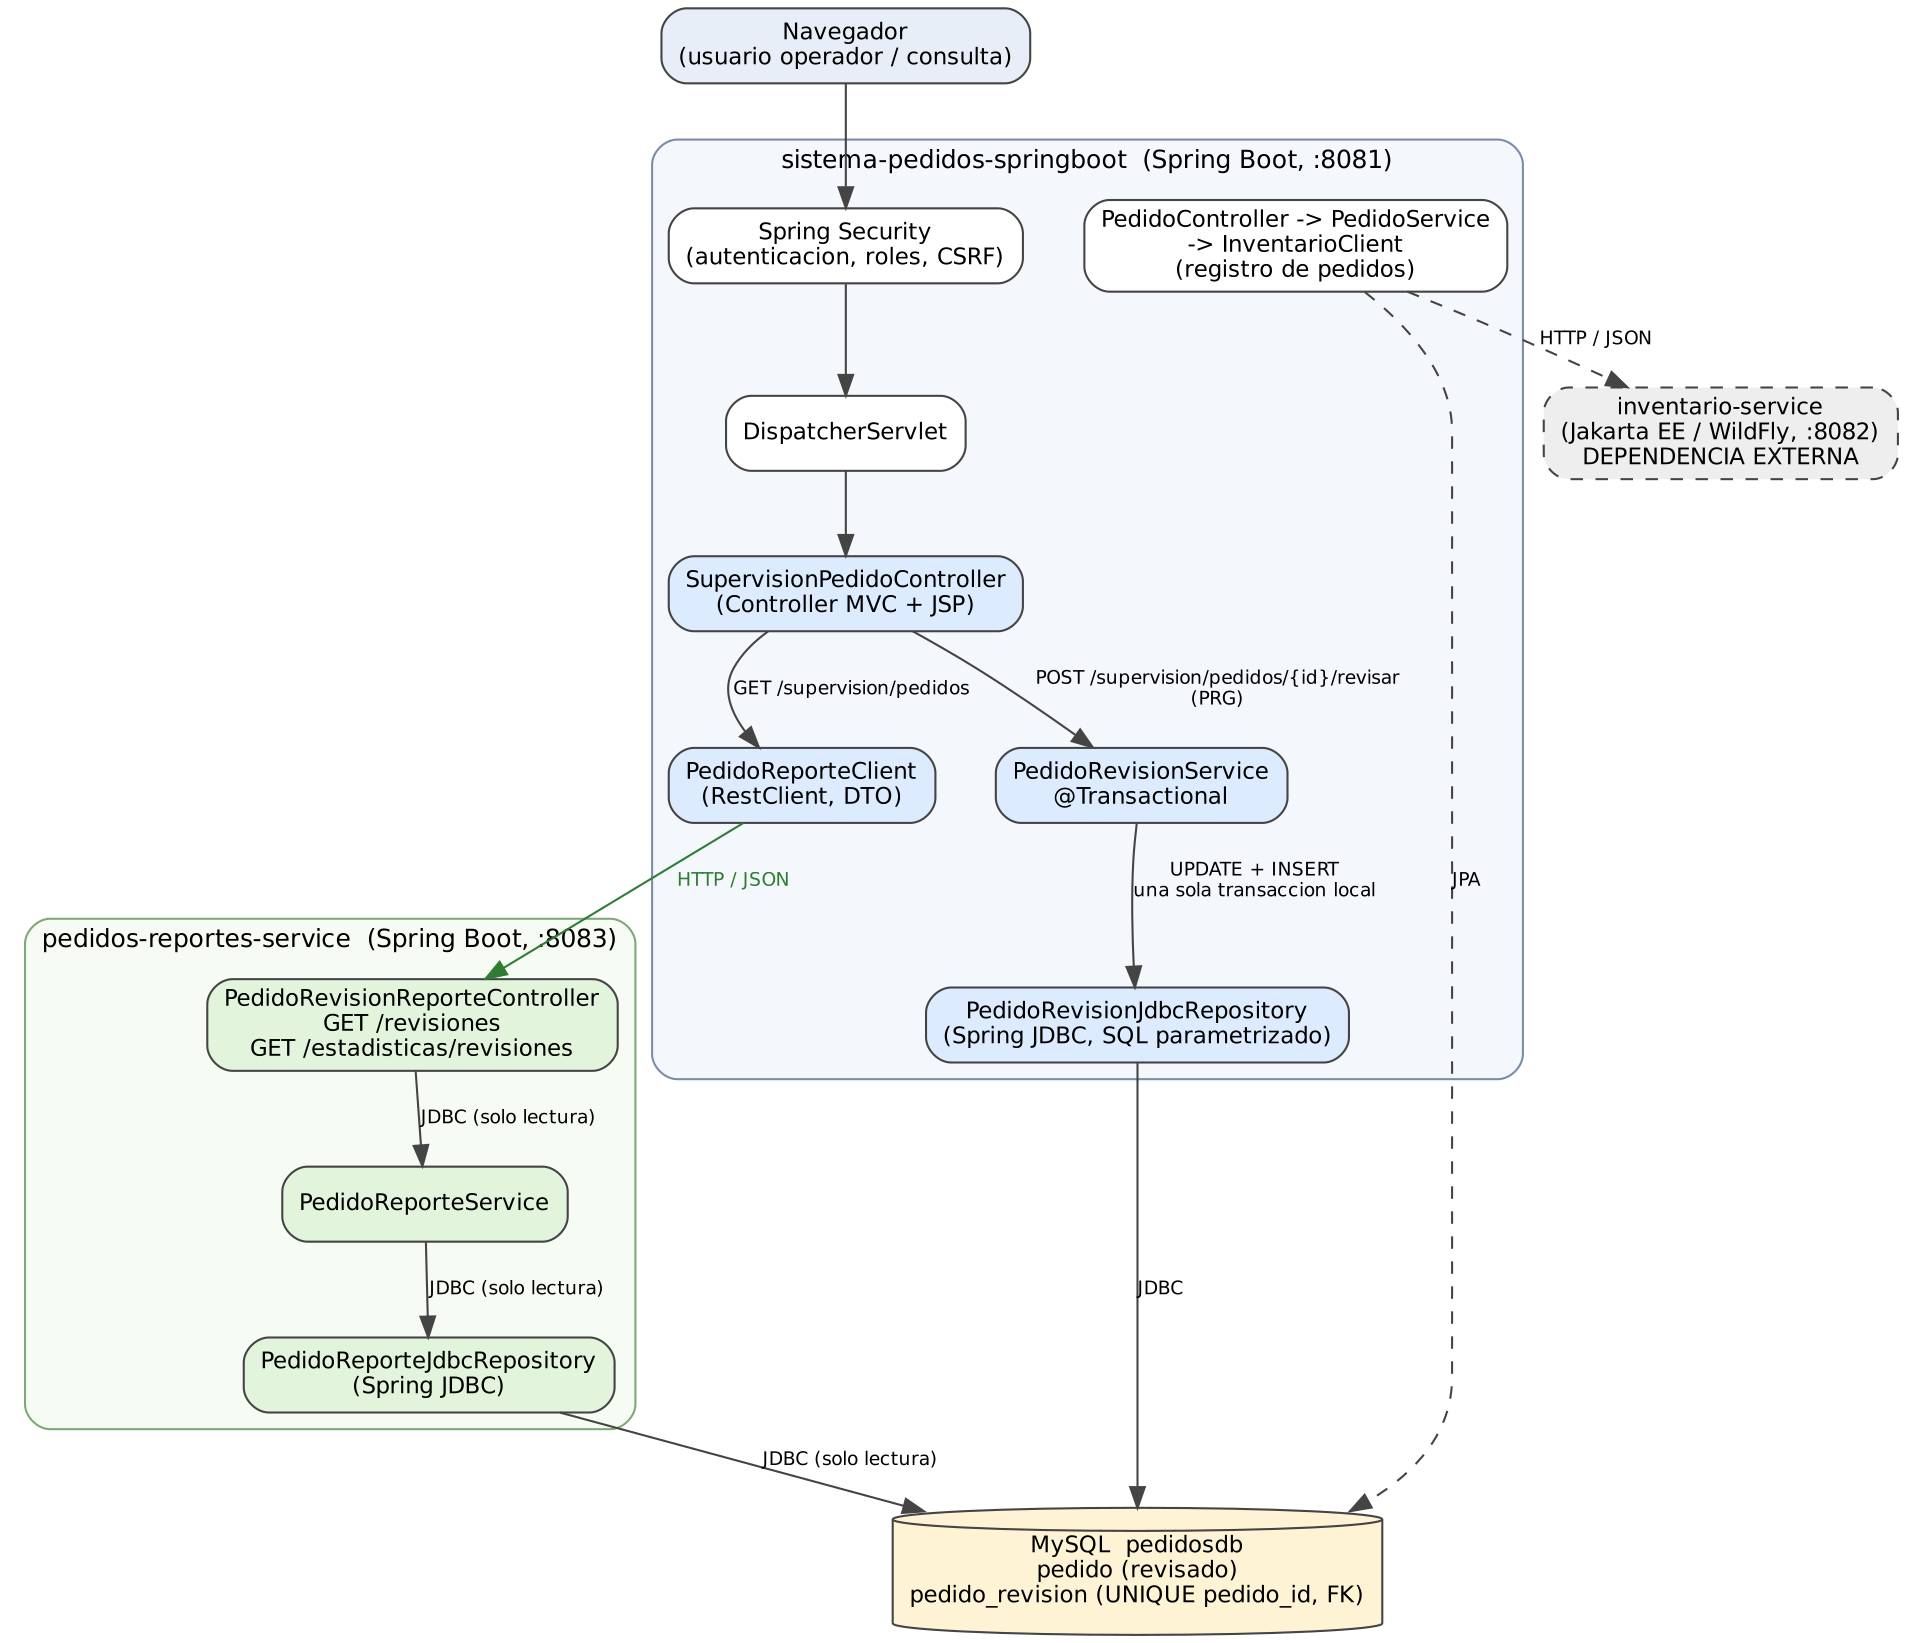 Navegador
(usuario operador / consulta)
sistema-pedidos-springboot  (Spring Boot, :8081)
Spring Security
(autenticacion, roles, CSRF)
PedidoController -> PedidoService
-> InventarioClient
(registro de pedidos)
HTTP / JSON
inventario-service
(Jakarta EE / WildFly, :8082)
DEPENDENCIA EXTERNA
DispatcherServlet
SupervisionPedidoController
(Controller MVC + JSP)
GET /supervision/pedidos
POST /supervision/pedidos/{id}/revisar
(PRG)
PedidoReporteClient
(RestClient, DTO)
PedidoRevisionService
@Transactional
HTTP / JSON
UPDATE + INSERT
una sola transaccion local
JPA
pedidos-reportes-service  (Spring Boot, :8083)
PedidoRevisionReporteController
GET /revisiones
GET /estadisticas/revisiones
PedidoRevisionJdbcRepository
(Spring JDBC, SQL parametrizado)
JDBC (solo lectura)
PedidoReporteService
JDBC (solo lectura)
JDBC
PedidoReporteJdbcRepository
(Spring JDBC)
JDBC (solo lectura)
MySQL  pedidosdb
pedido (revisado)
pedido_revision (UNIQUE pedido_id, FK)